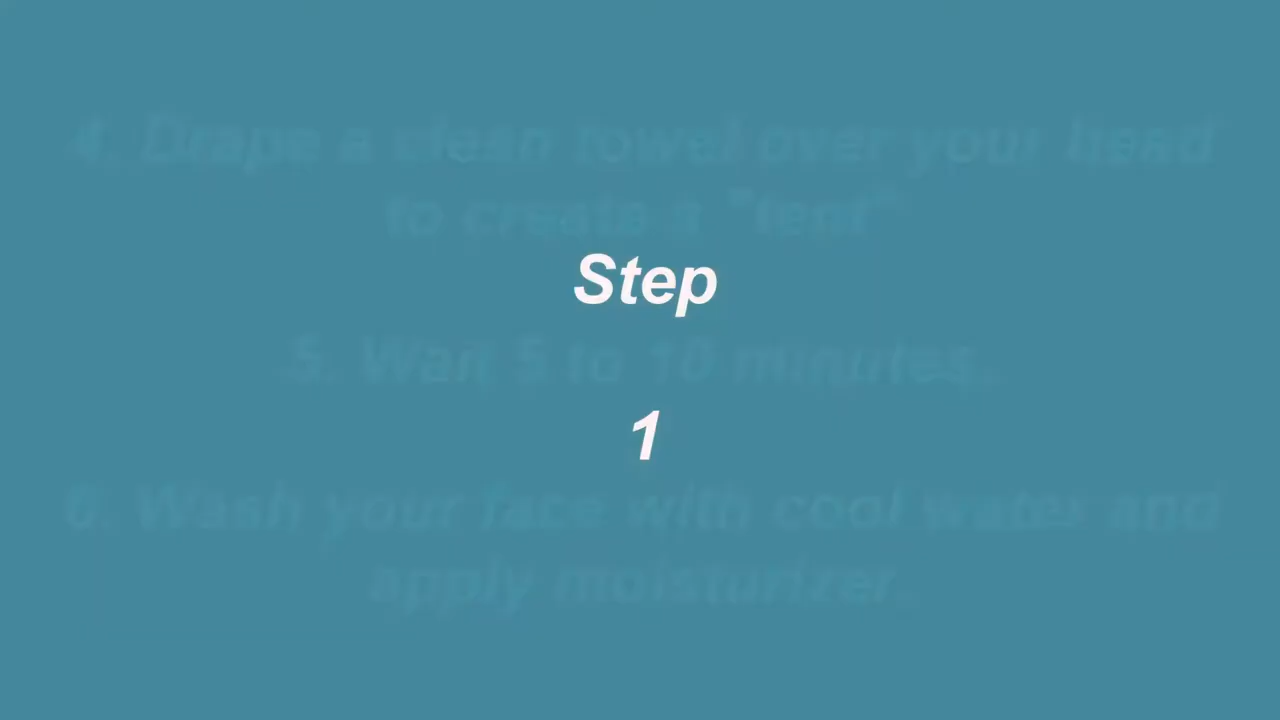 4. Drape a clean towel over your head
to create a "tent"
Step
5. Wait 5 to 10 minutes.
1
6. Wash your face with cool water and
apply moisturizer.